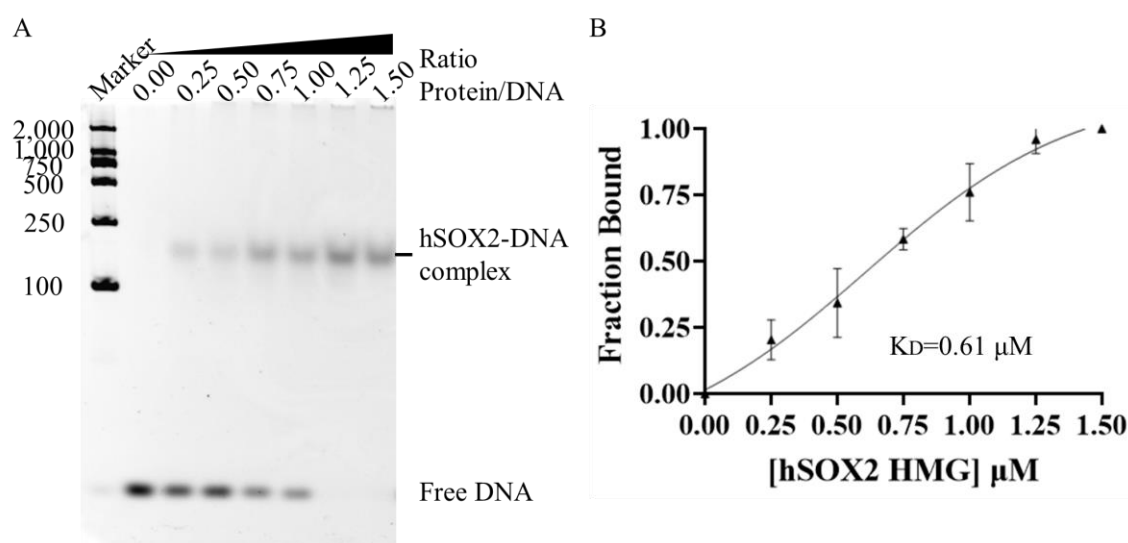 A
Marker
0.00
0.25
0.50
0.75
1.00
1.25
1.50
Ratio
Protein/DNA
2,000
1,000
750
500
250
100
hSOX2-DNA
complex
Free DNA
B
Fraction Bound
1.00
0.75
0.50
0.25
0.00
KD=0.61 μM
0.00 0.25 0.50 0.75 1.00 1.25 1.50
[hSOX2 HMG] μM